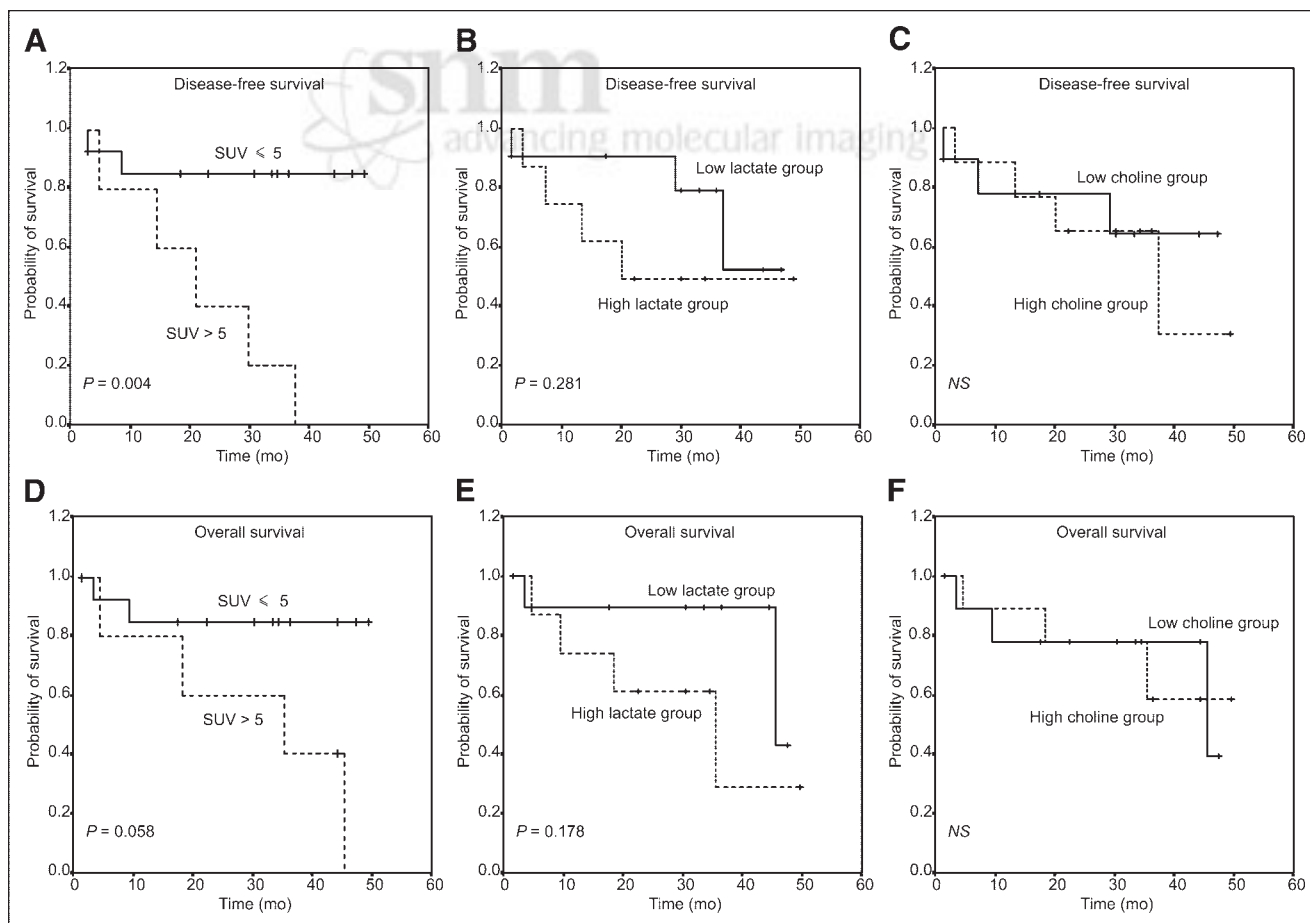 A
B
C
snm
advancing molecular imaging
1.2
Disease-free survival
1.0
SUV ≤ 5
0.8
Probability of survival
0.6
0.4
SUV > 5
0.2
P = 0.004
0.0
0 10 20 30 40 50 60
Time (mo)
1.2
Disease-free survival
1.0
Low lactate group
0.8
Probability of survival
0.6
0.4
High lactate group
0.2
P = 0.281
0.0
0 10 20 30 40 50 60
Time (mo)
1.2
Disease-free survival
1.0
Low choline group
0.8
Probability of survival
0.6
0.4
High choline group
0.2
NS
0.0
0 10 20 30 40 50 60
Time (mo)
D
E
F
1.2
Overall survival
1.0
SUV ≤ 5
0.8
Probability of survival
0.6
SUV > 5
0.4
0.2
P = 0.058
0.0
0 10 20 30 40 50 60
Time (mo)
1.2
Overall survival
1.0
Low lactate group
0.8
Probability of survival
0.6
High lactate group
0.4
0.2
P = 0.178
0.0
0 10 20 30 40 50 60
Time (mo)
1.2
Overall survival
1.0
Low choline group
0.8
Probability of survival
0.6
High choline group
0.4
0.2
NS
0.0
0 10 20 30 40 50 60
Time (mo)